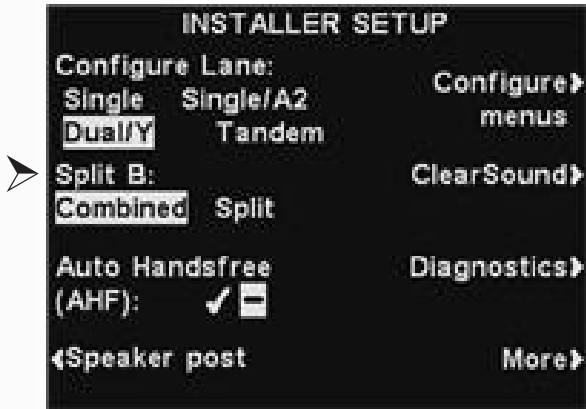 INSTALLER SETUP
Configure Lane:
Single Single/A2
Dual/Y Tandem
Configure
menus
Split B:
Combined Split
ClearSound
Auto Handsfree
(AHF): ✓ –
Diagnostics
Speaker post
More